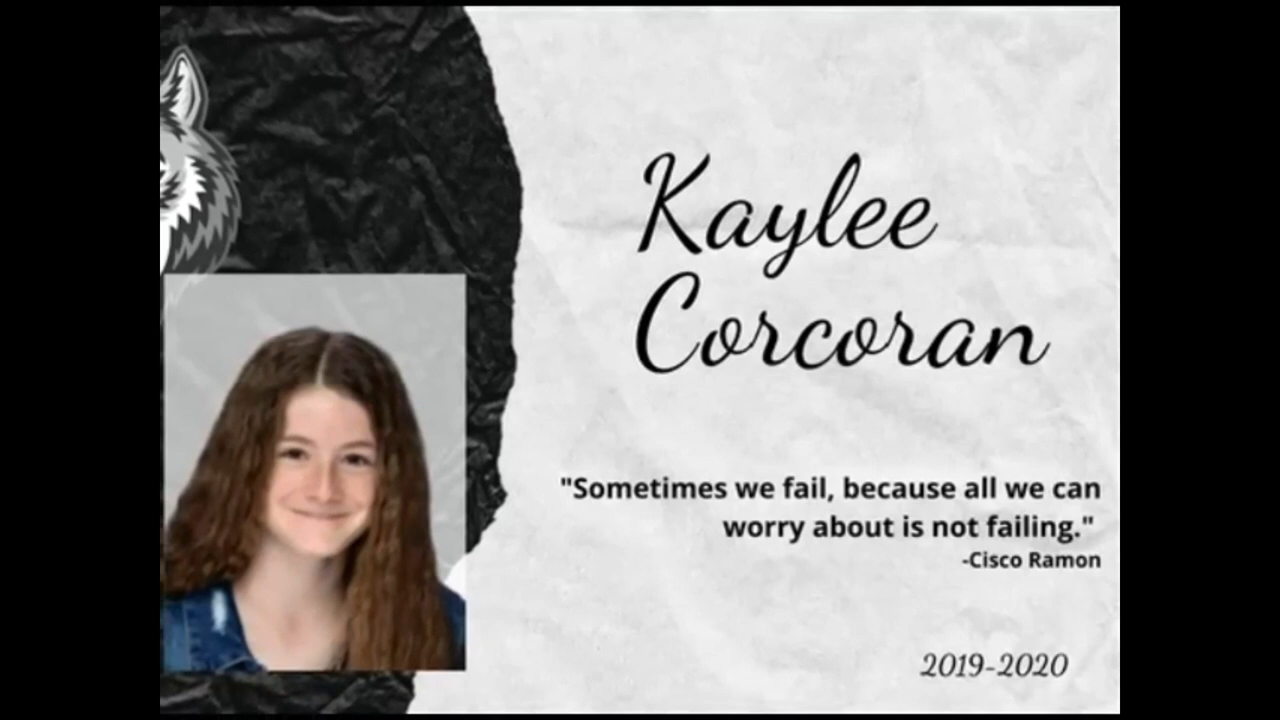 Kaylee
Corcoran
"Sometimes we fail, because all we can
worry about is not failing."
-Cisco Ramon
2019-2020